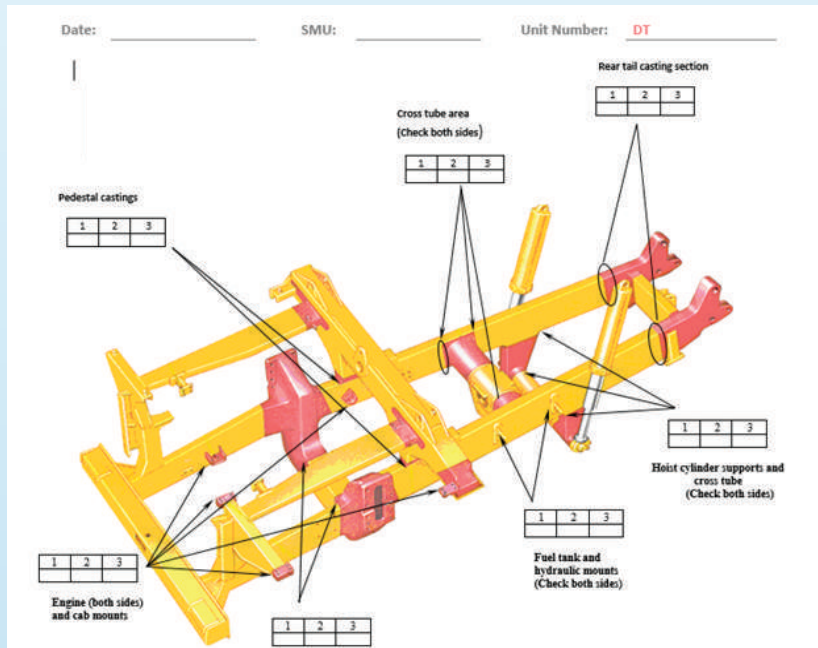 Date: SMU: Unit Number: DT
Rear tail casting section
1 2 3
Cross tube area
(Check both sides)
1 2 3
Pedestal castings
1 2 3
1 2 3
Hoist cylinder supports and
cross tube
(Check both sides)
1 2 3
Fuel tank and
hydraulic mounts
(Check both sides)
1 2 3
Engine (both sides)
and cab mounts
1 2 3